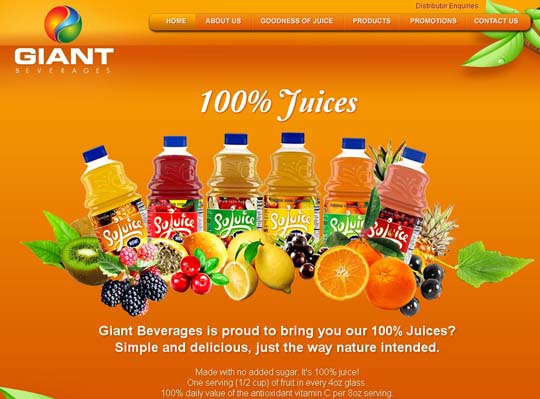 Distributor Enquiries
HOME ABOUT US GOODNESS OF JUICE PRODUCTS PROMOTIONS CONTACT US
GIANT
BEVERAGES
100% Juices
SoJuice SoJuice SoJuice SoJuice SoJuice SoJuice
Giant Beverages is proud to bring you our 100% Juices?
Simple and delicious, just the way nature intended.
Made with no added sugar. It's 100% juice!
One serving (1/2 cup) of fruit in every 4oz glass.
100% daily value of the antioxidant vitamin C per 8oz serving.